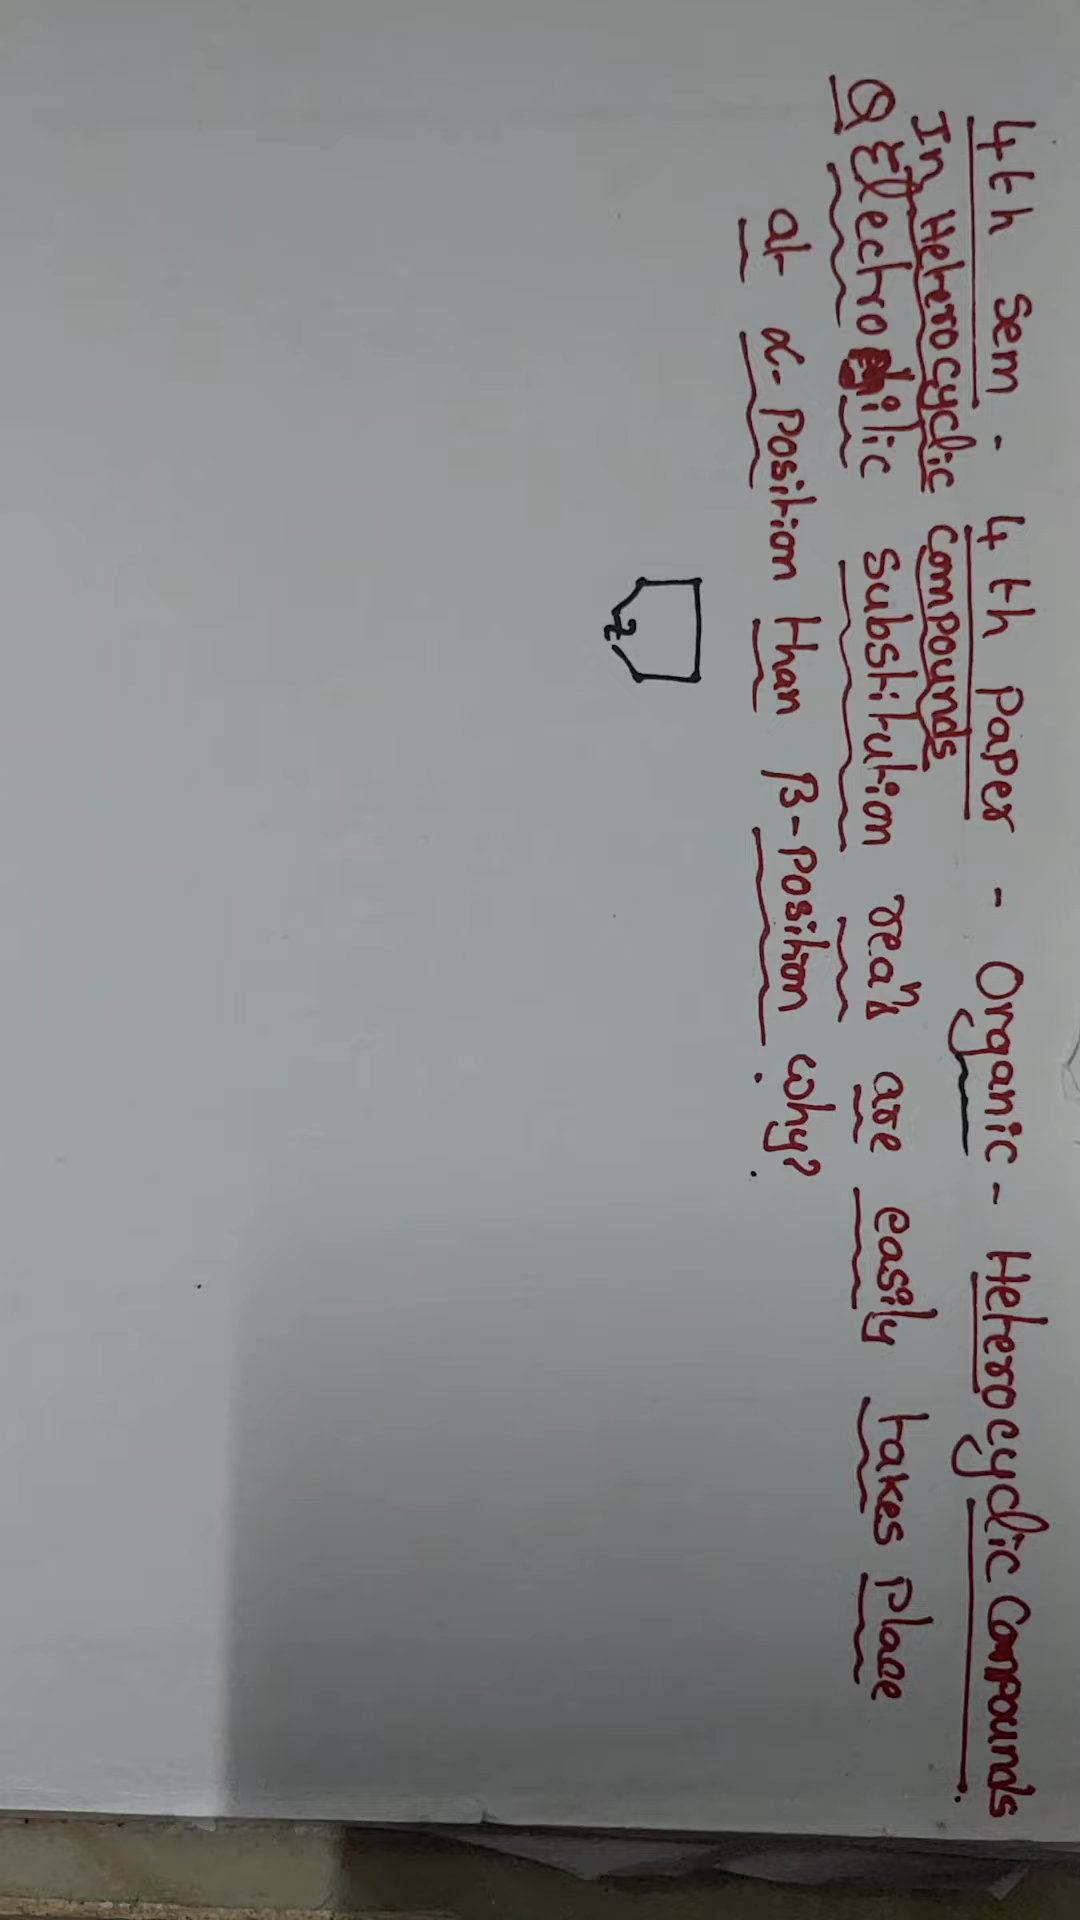 4th Sem - 4th Paper - Organic - Heterocyclic Compounds.
In Heterocyclic Compounds
Q Electrophilic substitution reaⁿs are easily takes place
at α-Position than β-Position why?
N